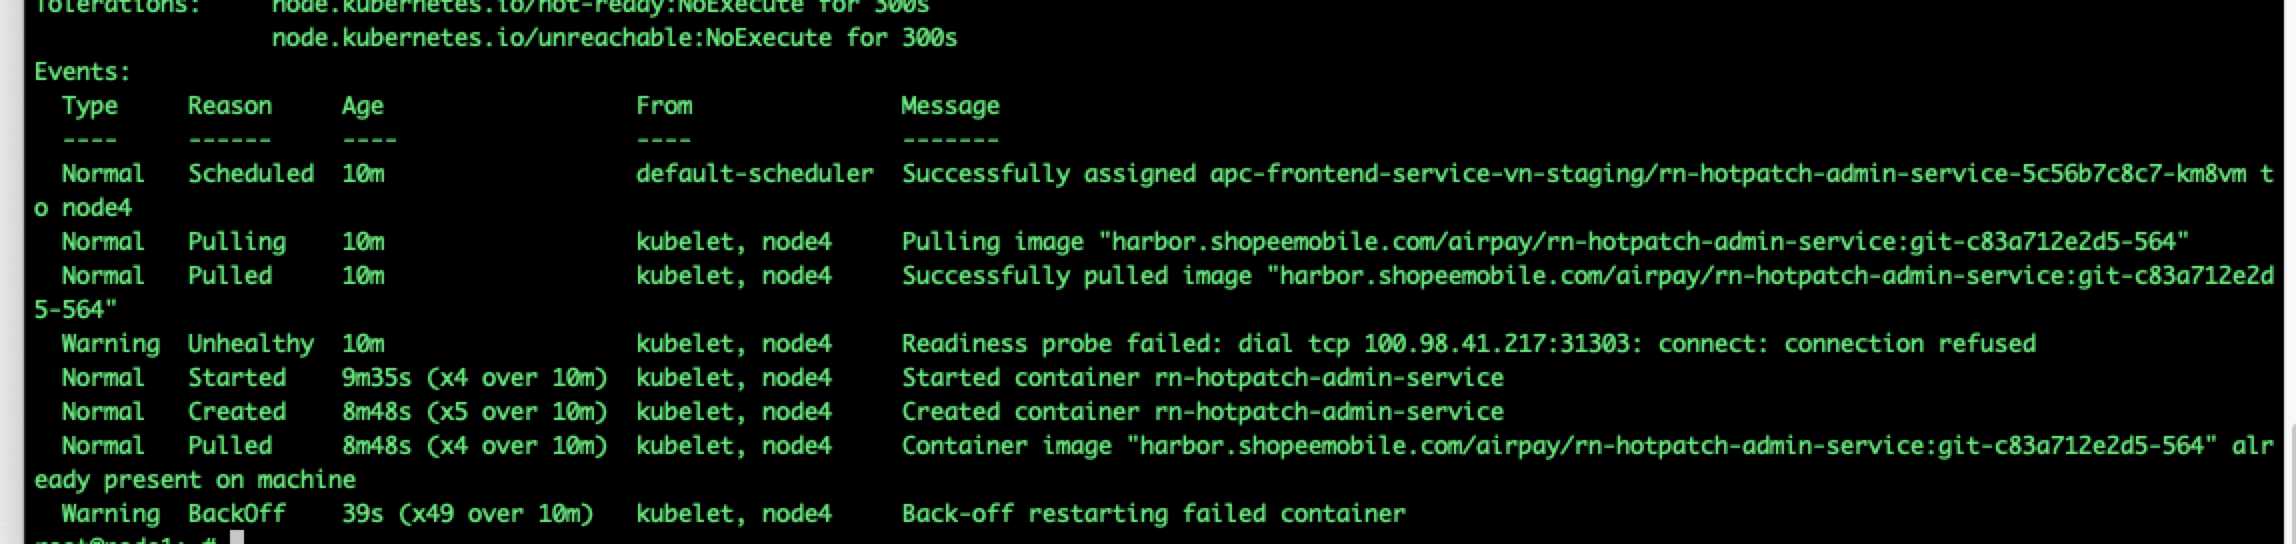 Tolerations:     node.kubernetes.io/not-ready:NoExecute for 300s
                 node.kubernetes.io/unreachable:NoExecute for 300s
Events:
  Type     Reason     Age                  From               Message
  ----     ------     ----                 ----               -------
  Normal   Scheduled  10m                  default-scheduler  Successfully assigned apc-frontend-service-vn-staging/rn-hotpatch-admin-service-5c56b7c8c7-km8vm t
o node4
  Normal   Pulling    10m                  kubelet, node4     Pulling image "harbor.shopeemobile.com/airpay/rn-hotpatch-admin-service:git-c83a712e2d5-564"
  Normal   Pulled     10m                  kubelet, node4     Successfully pulled image "harbor.shopeemobile.com/airpay/rn-hotpatch-admin-service:git-c83a712e2d
5-564"
  Warning  Unhealthy  10m                  kubelet, node4     Readiness probe failed: dial tcp 100.98.41.217:31303: connect: connection refused
  Normal   Started    9m35s (x4 over 10m)  kubelet, node4     Started container rn-hotpatch-admin-service
  Normal   Created    8m48s (x5 over 10m)  kubelet, node4     Created container rn-hotpatch-admin-service
  Normal   Pulled     8m48s (x4 over 10m)  kubelet, node4     Container image "harbor.shopeemobile.com/airpay/rn-hotpatch-admin-service:git-c83a712e2d5-564" alr
eady present on machine
  Warning  BackOff    39s (x49 over 10m)   kubelet, node4     Back-off restarting failed container
root@node1:~#